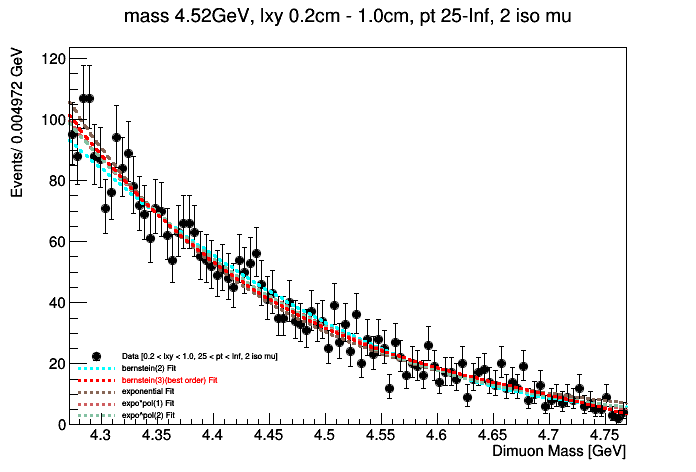 mass 4.52GeV, lxy 0.2cm - 1.0cm, pt 25-Inf, 2 iso mu
Events/ 0.004972 GeV
120
100
80
60
40
20
0
Data [0.2 < lxy < 1.0, 25 < pt < Inf, 2 iso mu]
bernstein(2) Fit
bernstein(3)(best order) Fit
exponential Fit
expo*pol(1) Fit
expo*pol(2) Fit
4.3 4.35 4.4 4.45 4.5 4.55 4.6 4.65 4.7 4.75
Dimuon Mass [GeV]